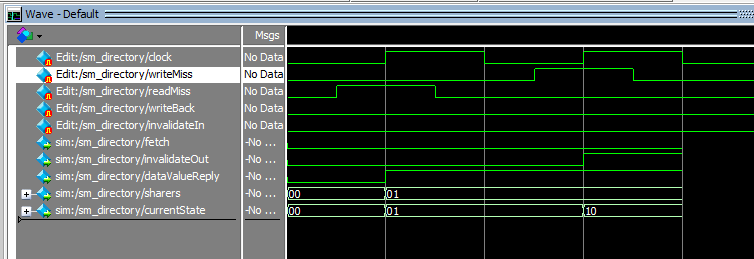 Wave - Default
Msgs
Edit:/sm_directory/clock No Data
Edit:/sm_directory/writeMiss No Data
Edit:/sm_directory/readMiss No Data
Edit:/sm_directory/writeBack No Data
Edit:/sm_directory/invalidateIn No Data
sim:/sm_directory/fetch -No ...
sim:/sm_directory/invalidateOut -No ...
sim:/sm_directory/dataValueReply -No ...
sim:/sm_directory/sharers -No ... 00 01
sim:/sm_directory/currentState -No ... 00 01 10